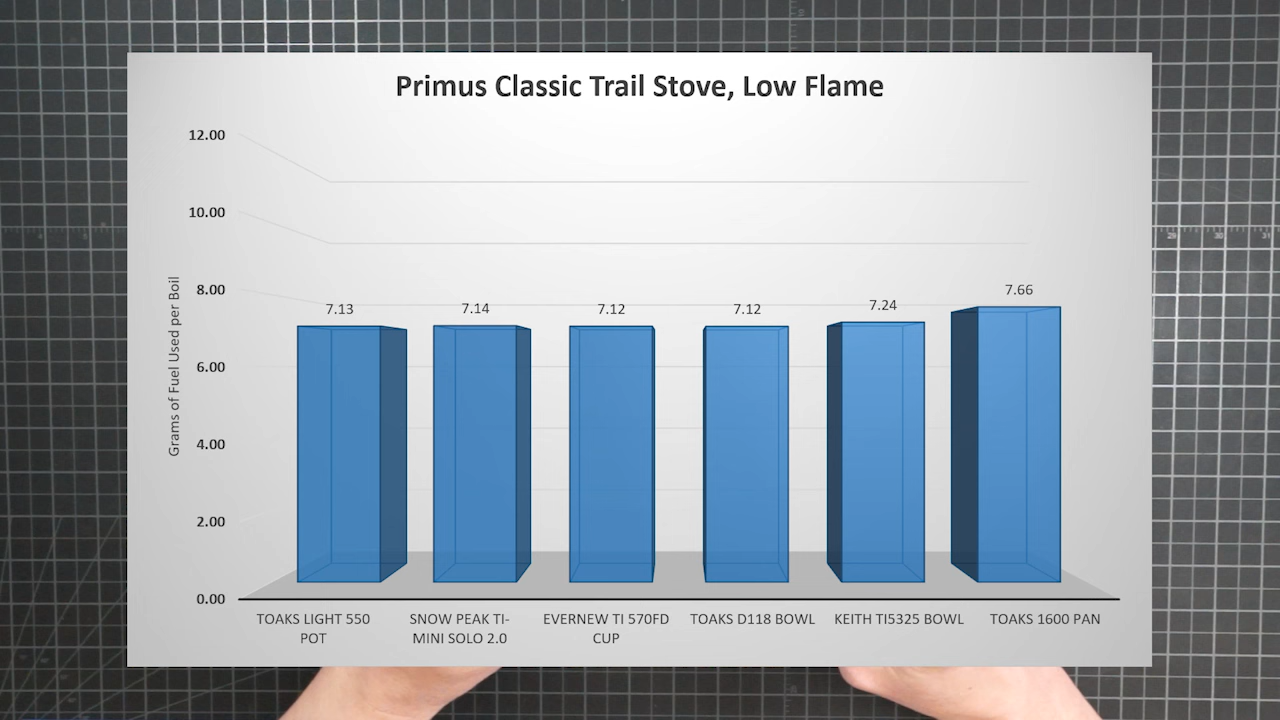 Primus Classic Trail Stove, Low Flame
12.00
10.00
8.00
6.00
4.00
2.00
0.00
Grams of Fuel Used per Boil
7.13
7.14
7.12
7.12
7.24
7.66
TOAKS LIGHT 550
POT
SNOW PEAK TI-
MINI SOLO 2.0
EVERNEW TI 570FD
CUP
TOAKS D118 BOWL
KEITH TI5325 BOWL
TOAKS 1600 PAN
29
30
31